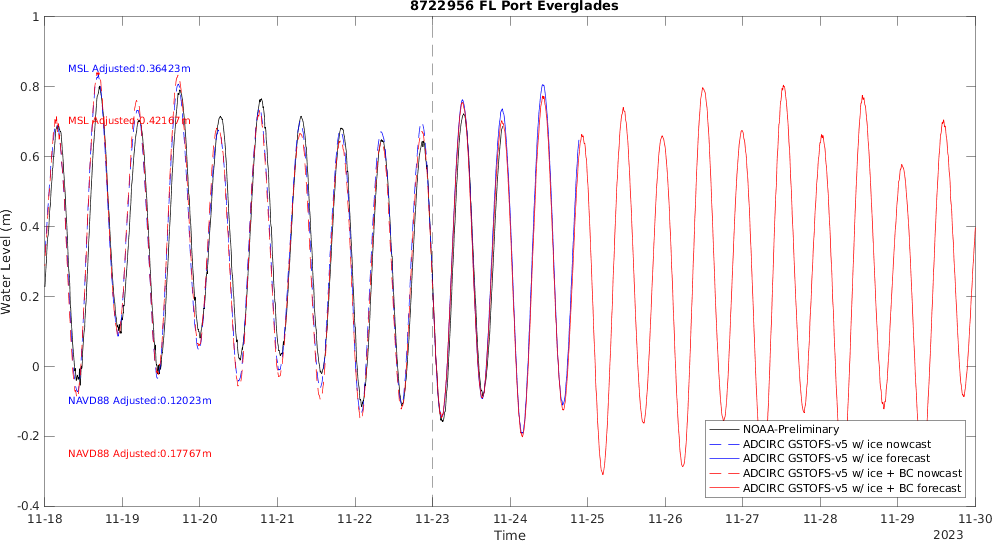 8722956 FL Port Everglades
1
0.8
0.6
0.4
0.2
0
-0.2
-0.4
Water Level (m)
MSL Adjusted:0.36423m
MSL Adjusted:0.42167m
NAVD88 Adjusted:0.12023m
NAVD88 Adjusted:0.17767m
NOAA-Preliminary
ADCIRC GSTOFS-v5 w/ ice nowcast
ADCIRC GSTOFS-v5 w/ ice forecast
ADCIRC GSTOFS-v5 w/ ice + BC nowcast
ADCIRC GSTOFS-v5 w/ ice + BC forecast
11-18 11-19 11-20 11-21 11-22 11-23 11-24 11-25 11-26 11-27 11-28 11-29 11-30
Time
2023